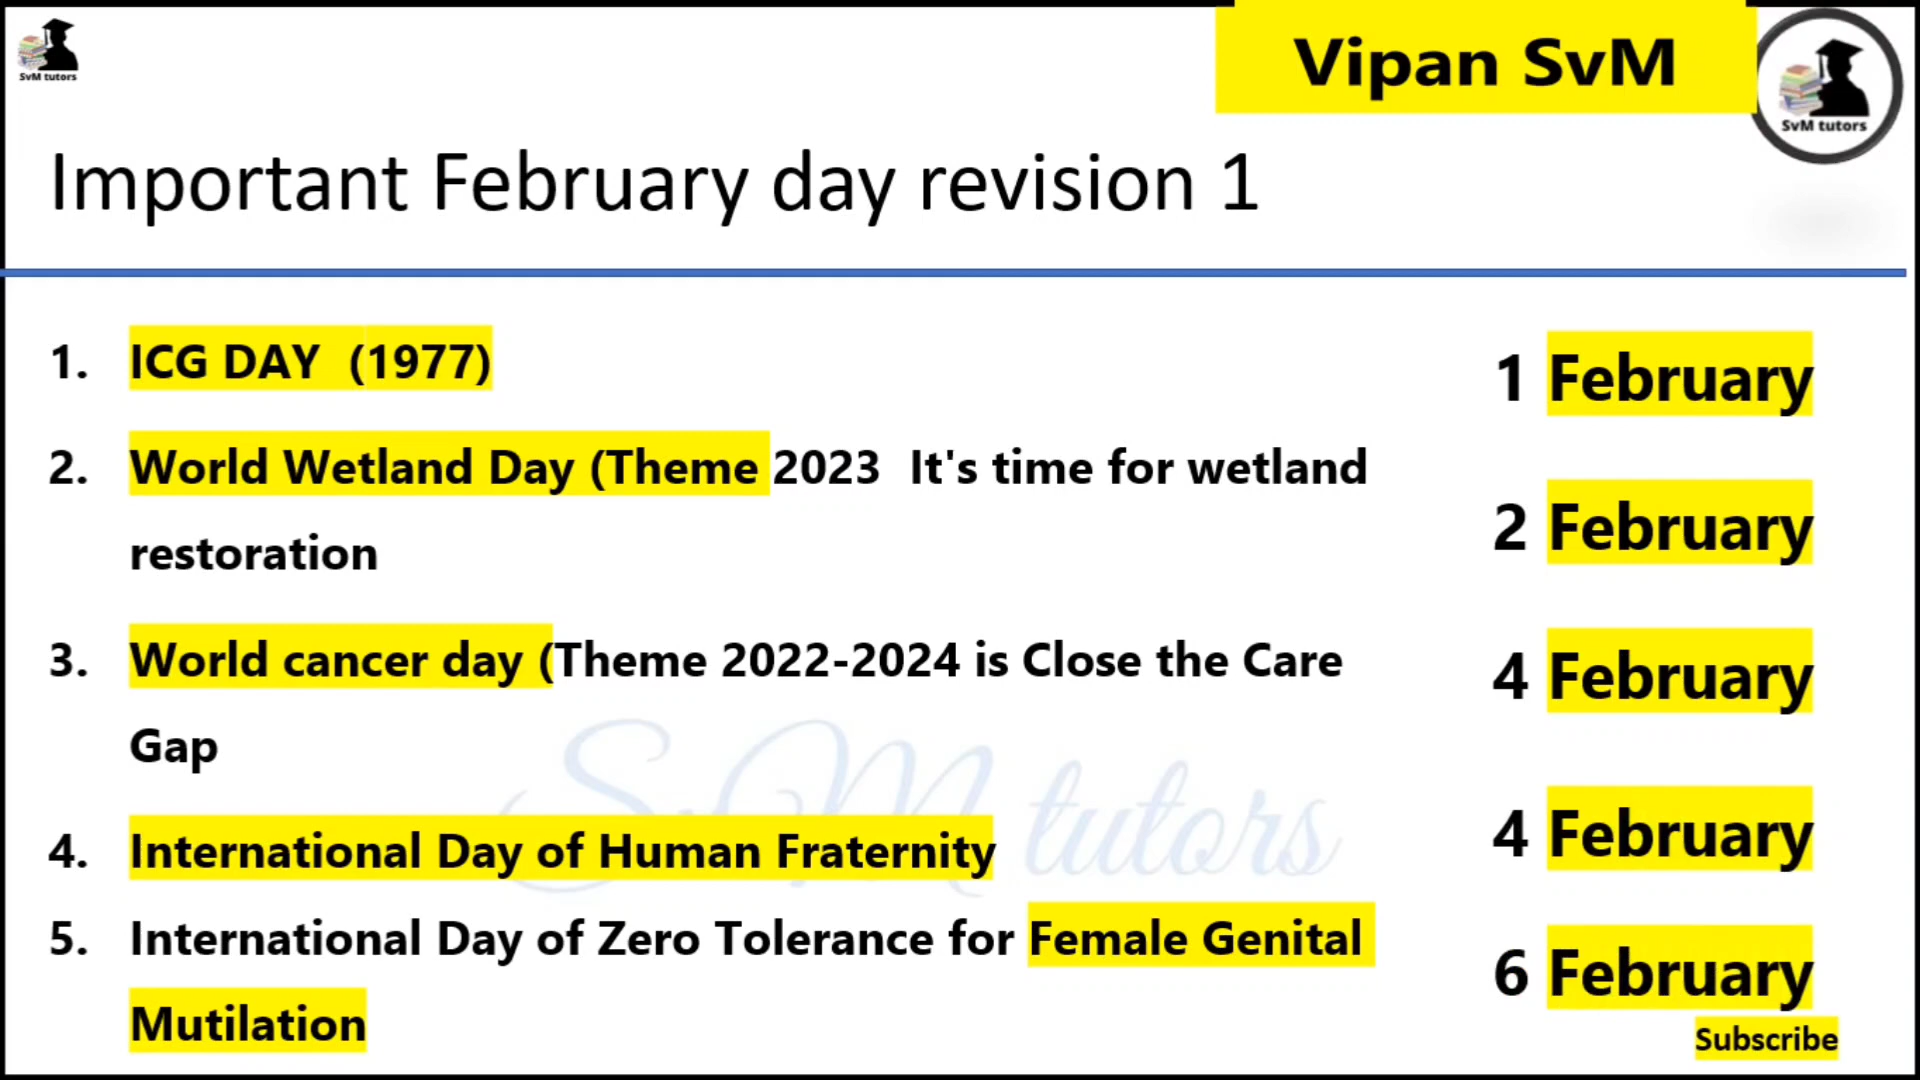 SvM tutors
Vipan SvM
SvM tutors
Important February day revision 1
1. ICG DAY (1977)
1 February
2. World Wetland Day (Theme 2023 It's time for wetland
restoration
2 February
3. World cancer day (Theme 2022-2024 is Close the Care
Gap
4 February
SvM tutors
4. International Day of Human Fraternity
4 February
5. International Day of Zero Tolerance for Female Genital
Mutilation
6 February
Subscribe